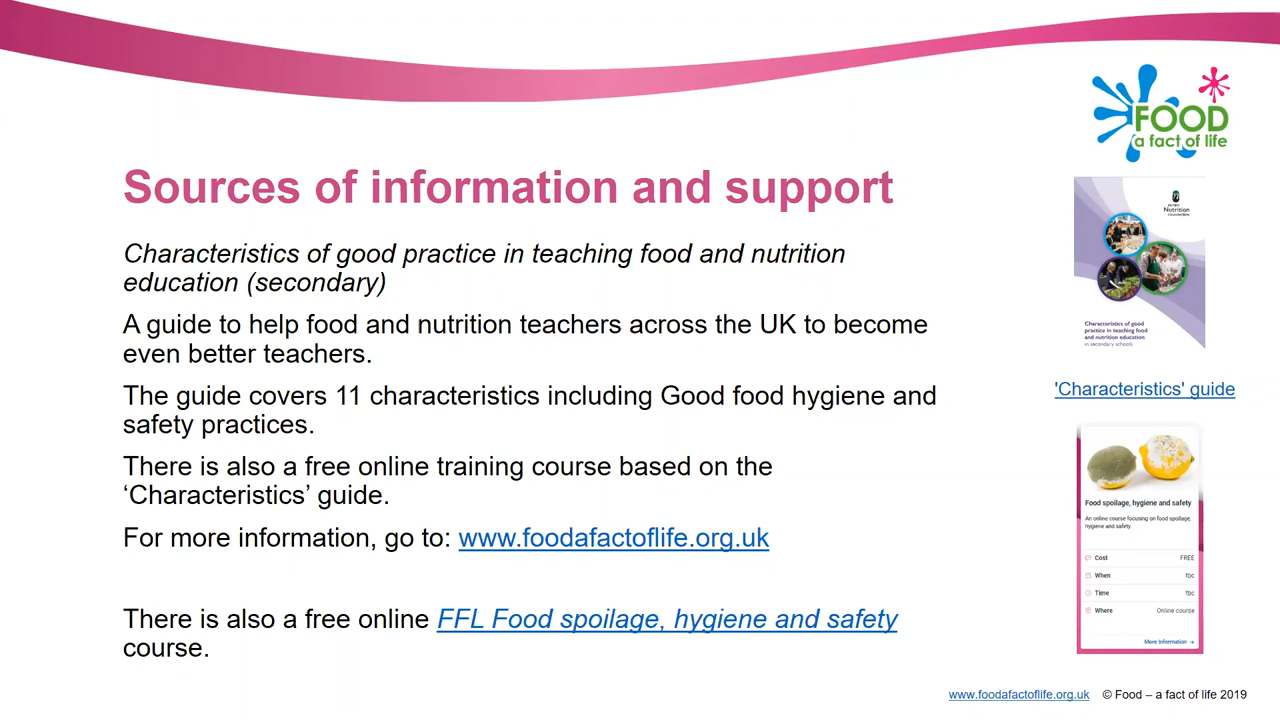 FOOD
a fact of life
Sources of information and support
Characteristics of good practice in teaching food and nutrition
education (secondary)
A guide to help food and nutrition teachers across the UK to become
even better teachers.
The guide covers 11 characteristics including Good food hygiene and
safety practices.
There is also a free online training course based on the
‘Characteristics’ guide.
For more information, go to: www.foodafactoflife.org.uk
There is also a free online FFL Food spoilage, hygiene and safety
course.
Nutrition
FOUNDATION
Characteristics of good
practice in teaching food
and nutrition education
in secondary schools
'Characteristics' guide
Food spoilage, hygiene and safety
An online course focusing on food spoilage,
hygiene and safety.
Cost FREE
When tbc
Time tbc
Where Online course
More Information →
www.foodafactoflife.org.uk © Food – a fact of life 2019